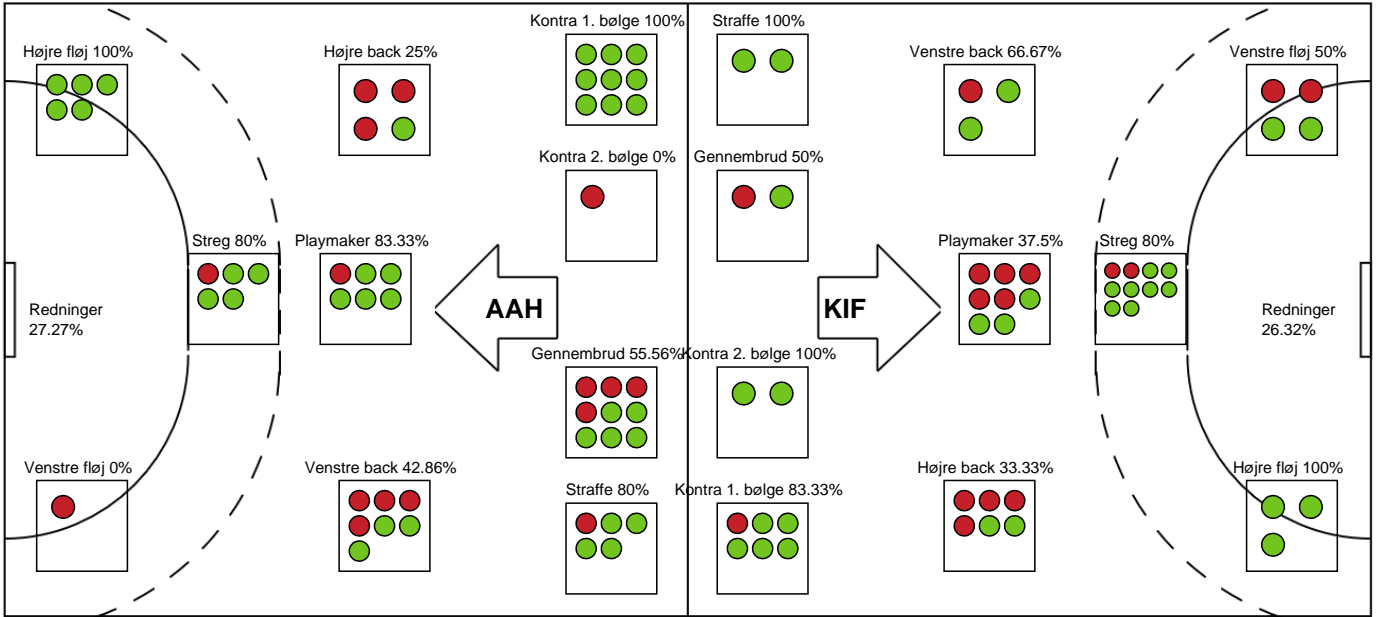 Kontra 1. bølge 100%
Straffe 100%
Højre fløj 100%
Højre back 25%
Venstre back 66.67%
Venstre fløj 50%
Kontra 2. bølge 0%
Gennembrud 50%
Streg 80%
Playmaker 83.33%
Playmaker 37.5%
Streg 80%
Redninger
27.27%
AAH
KIF
Redninger
26.32%
Gennembrud 55.56%
Kontra 2. bølge 100%
Venstre fløj 0%
Venstre back 42.86%
Højre back 33.33%
Højre fløj 100%
Straffe 80%
Kontra 1. bølge 83.33%